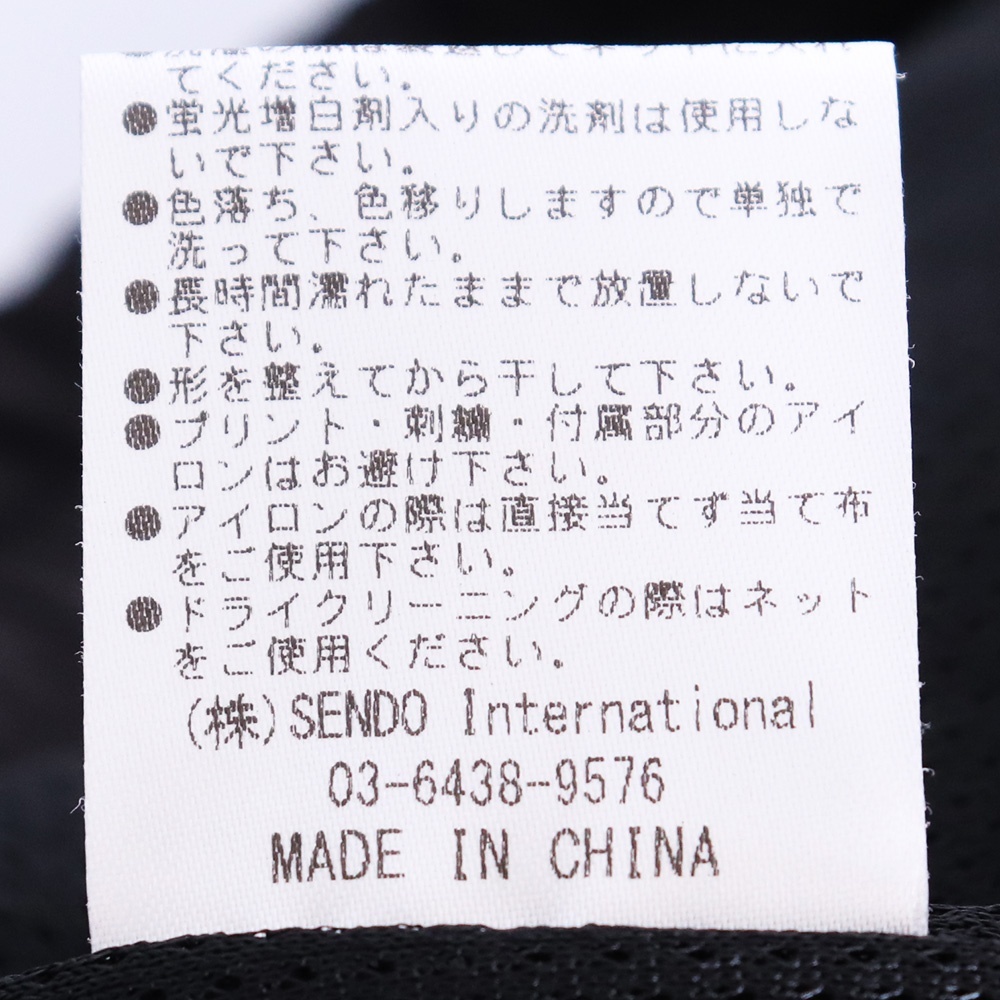 てください。
●蛍光増白剤入りの洗剤は使用しな
いで下さい。
●色落ち、色移りしますので単独で
洗って下さい。
●長時間濡れたままで放置しないで
下さい。
●形を整えてから干して下さい。
●プリント・刺繍・付属部分のアイ
ロンはお避け下さい。
●アイロンの際は直接当てず当て布
をご使用下さい。
●ドライクリーニングの際はネット
をご使用ください。
(株)SENDO International
03-6438-9576
MADE IN CHINA